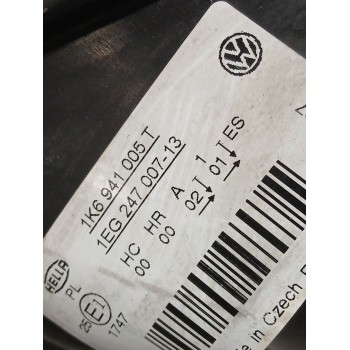 VW
1K6 941 005 T
1EG 247 007-13
HC HR A 1 ES
00 00 02 01
HELLA PL
E1
1747
in Czech